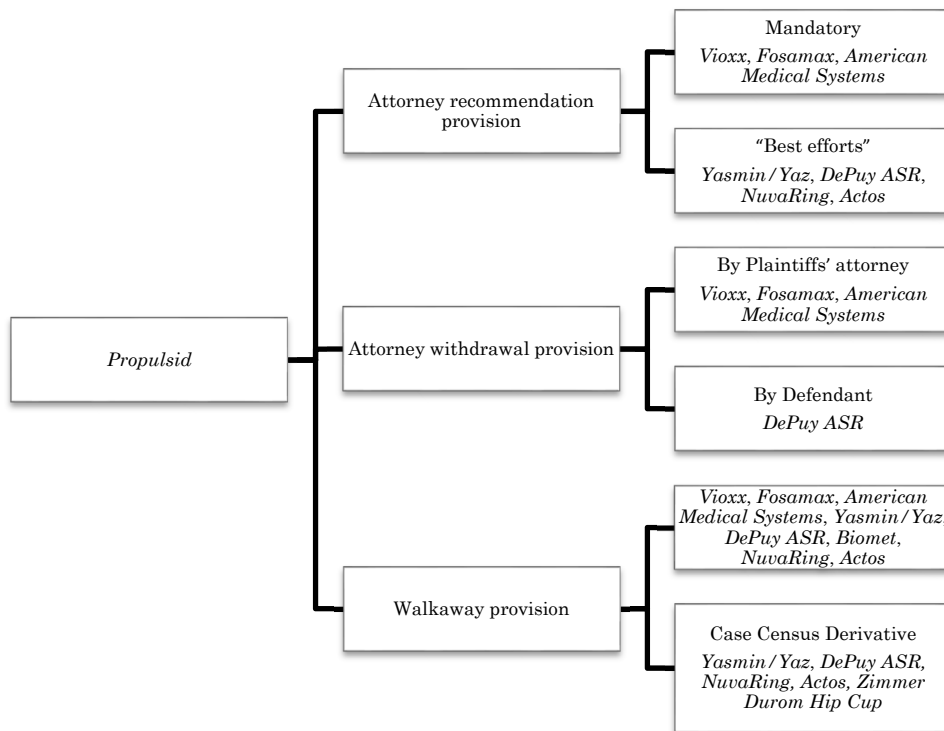 Propulsid
Attorney recommendation
provision
Mandatory
Vioxx, Fosamax, American
Medical Systems
“Best efforts”
Yasmin/Yaz, DePuy ASR,
NuvaRing, Actos
Attorney withdrawal provision
By Plaintiffs’ attorney
Vioxx, Fosamax, American
Medical Systems
By Defendant
DePuy ASR
Walkaway provision
Vioxx, Fosamax, American
Medical Systems, Yasmin/Yaz,
DePuy ASR, Biomet,
NuvaRing, Actos
Case Census Derivative
Yasmin/Yaz, DePuy ASR,
NuvaRing, Actos, Zimmer
Durom Hip Cup